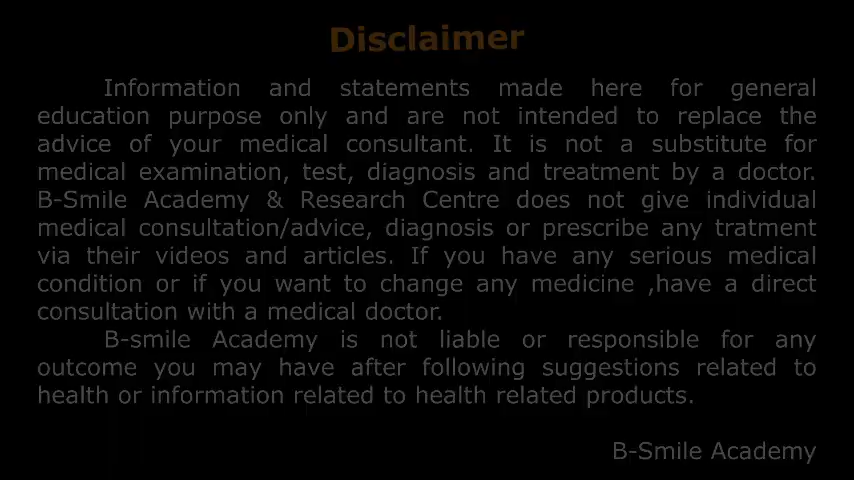 Disclaimer
Information and statements made here for general
education purpose only and are not intended to replace the
advice of your medical consultant. It is not a substitute for
medical examination, test, diagnosis and treatment by a doctor.
B-Smile Academy & Research Centre does not give individual
medical consultation/advice, diagnosis or prescribe any tratment
via their videos and articles. If you have any serious medical
condition or if you want to change any medicine ,have a direct
consultation with a medical doctor.
B-smile Academy is not liable or responsible for any
outcome you may have after following suggestions related to
health or information related to health related products.
B-Smile Academy